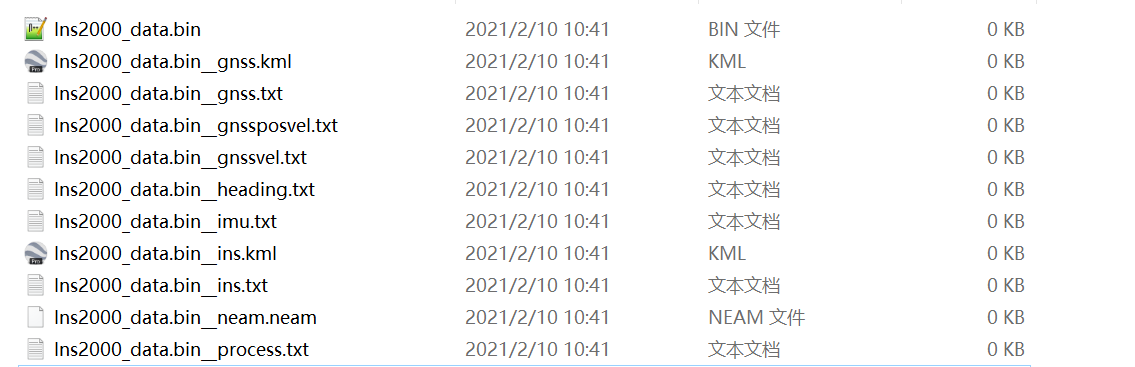 Ins2000_data.bin 2021/2/10 10:41 BIN 文件 0 KB
Ins2000_data.bin__gnss.kml 2021/2/10 10:41 KML 0 KB
Ins2000_data.bin__gnss.txt 2021/2/10 10:41 文本文档 0 KB
Ins2000_data.bin__gnssposvel.txt 2021/2/10 10:41 文本文档 0 KB
Ins2000_data.bin__gnssvel.txt 2021/2/10 10:41 文本文档 0 KB
Ins2000_data.bin__heading.txt 2021/2/10 10:41 文本文档 0 KB
Ins2000_data.bin__imu.txt 2021/2/10 10:41 文本文档 0 KB
Ins2000_data.bin__ins.kml 2021/2/10 10:41 KML 0 KB
Ins2000_data.bin__ins.txt 2021/2/10 10:41 文本文档 0 KB
Ins2000_data.bin__neam.neam 2021/2/10 10:41 NEAM 文件 0 KB
Ins2000_data.bin__process.txt 2021/2/10 10:41 文本文档 0 KB